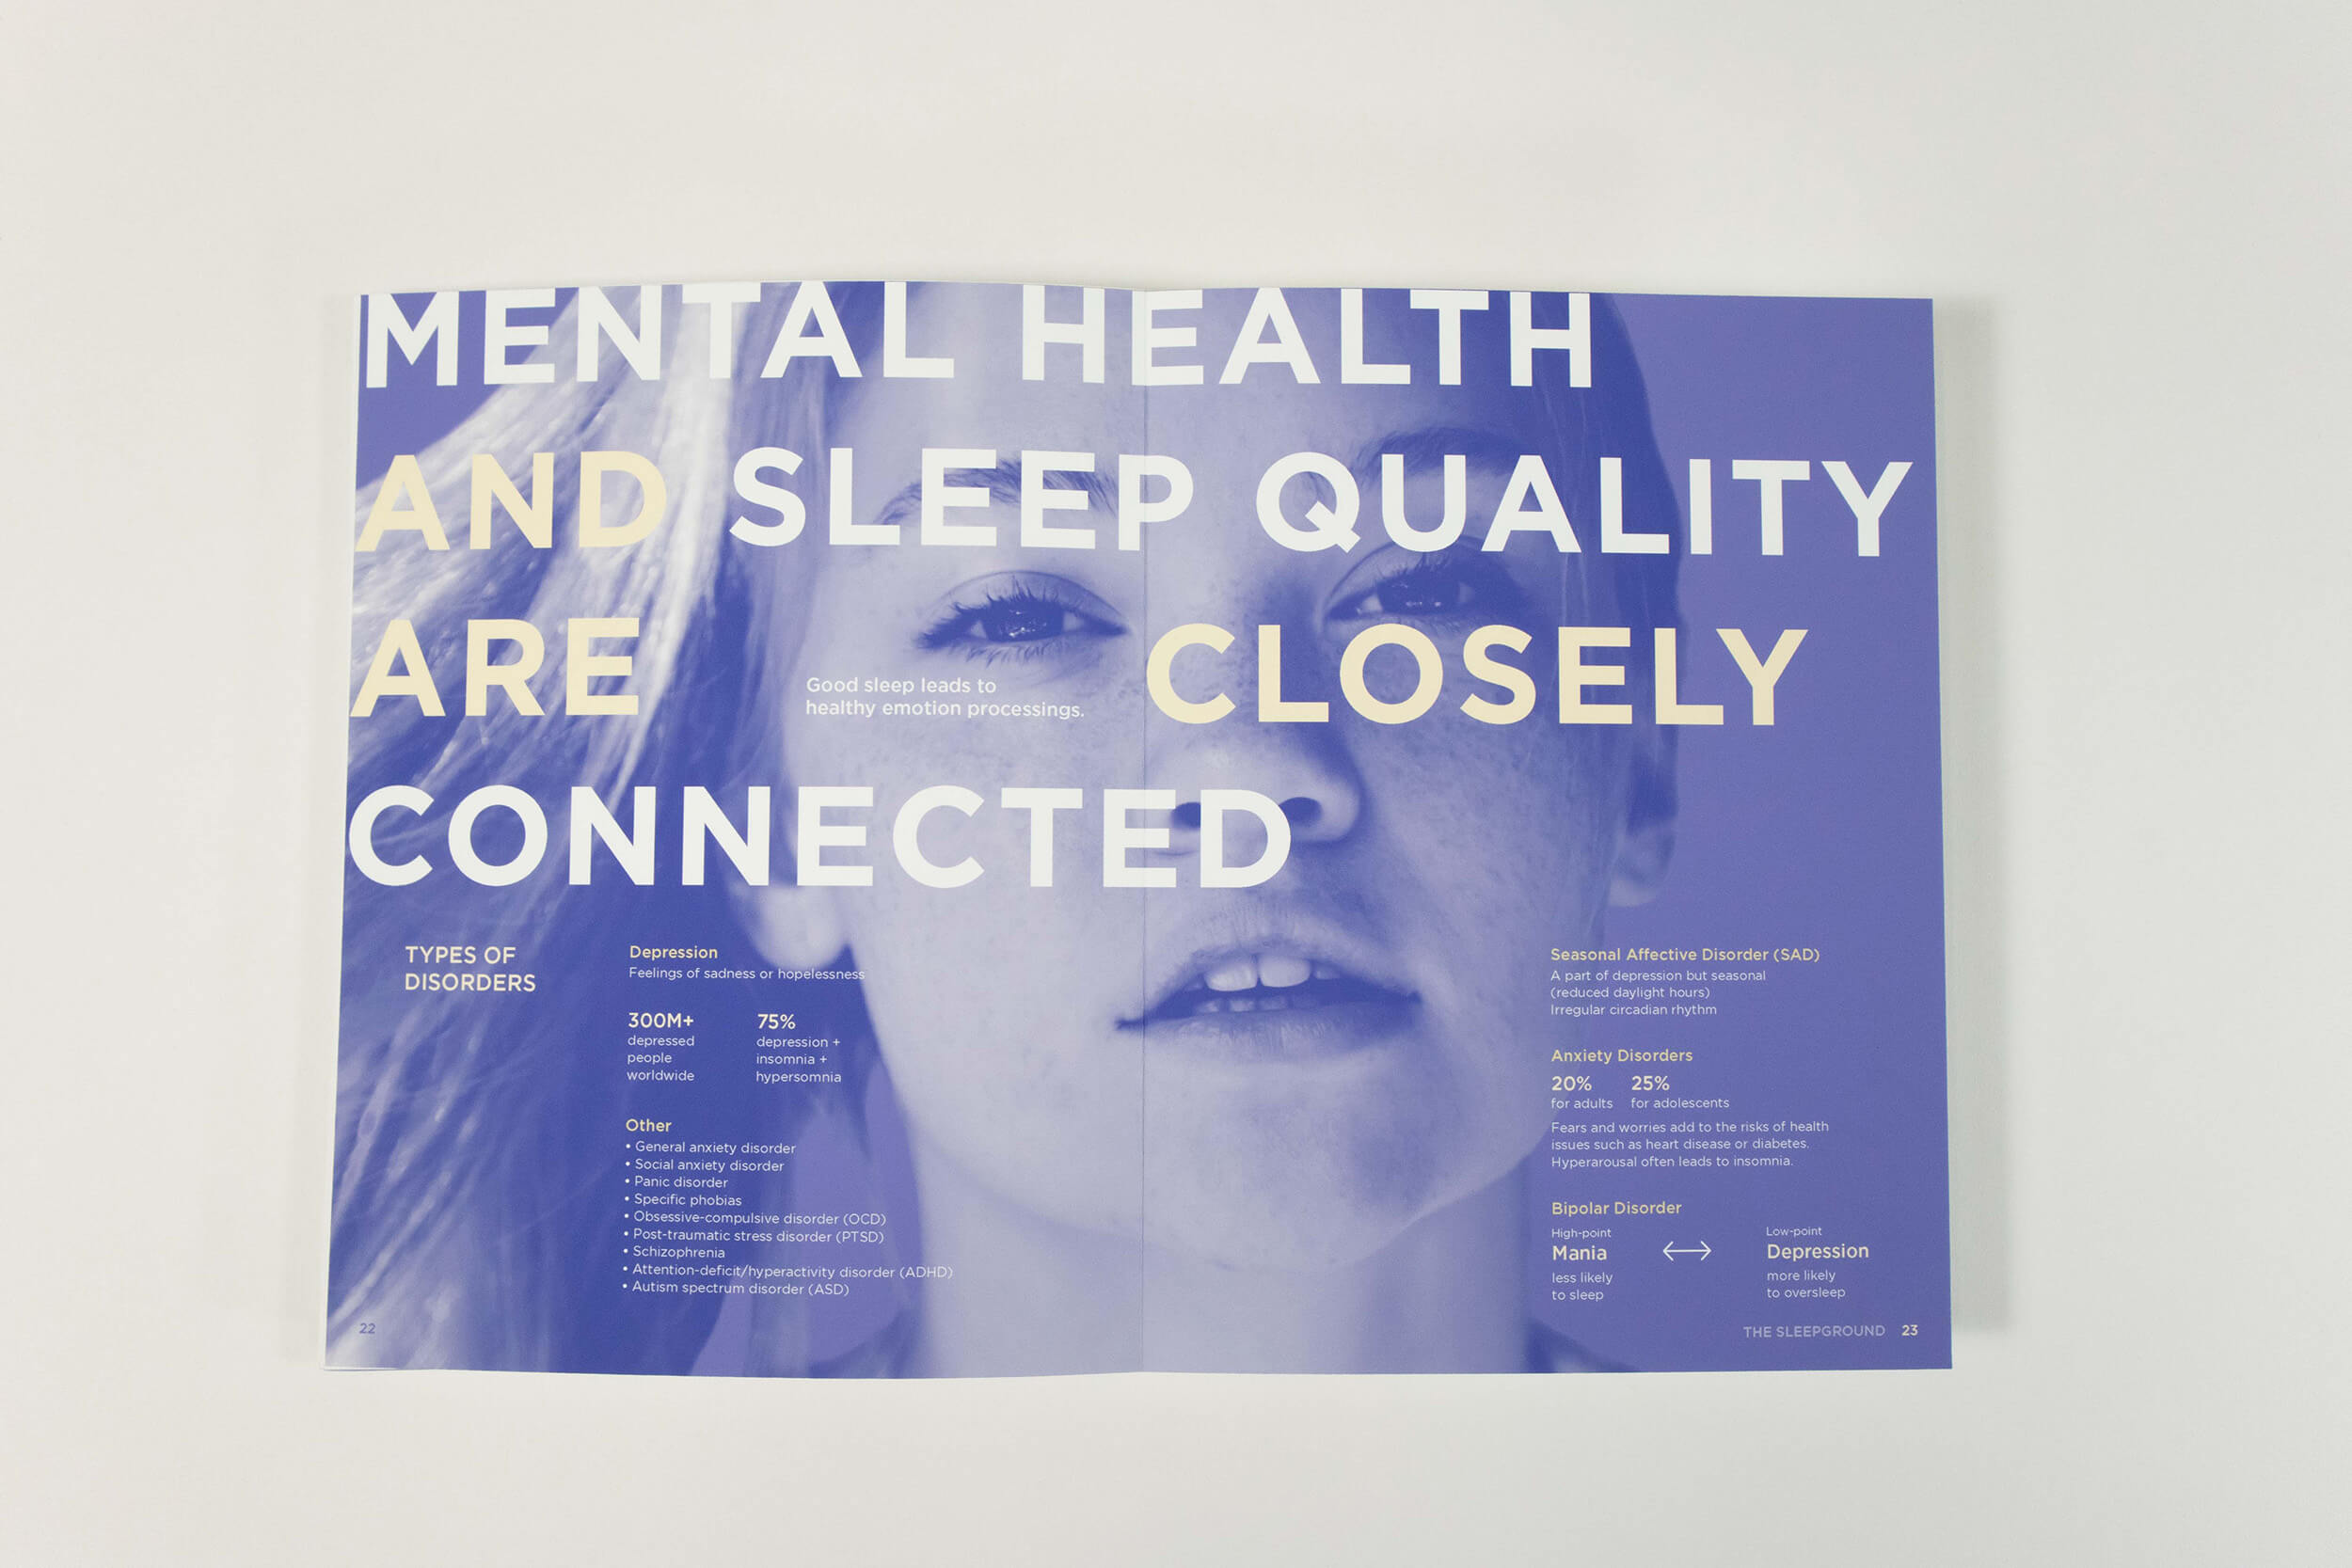 MENTAL HEALTH
AND SLEEP QUALITY
ARE CLOSELY
Good sleep leads to
healthy emotion processings.
CONNECTED
TYPES OF
DISORDERS
Depression
Feelings of sadness or hopelessness
300M+
depressed
people
worldwide
75%
depression +
insomnia +
hypersomnia
Other
• General anxiety disorder
• Social anxiety disorder
• Panic disorder
• Specific phobias
• Obsessive-compulsive disorder (OCD)
• Post-traumatic stress disorder (PTSD)
• Schizophrenia
• Attention-deficit/hyperactivity disorder (ADHD)
• Autism spectrum disorder (ASD)
22
Seasonal Affective Disorder (SAD)
A part of depression but seasonal
(reduced daylight hours)
Irregular circadian rhythm
Anxiety Disorders
20%
for adults
25%
for adolescents
Fears and worries add to the risks of health
issues such as heart disease or diabetes.
Hyperarousal often leads to insomnia.
Bipolar Disorder
High-point
Mania
less likely
to sleep
Low-point
Depression
more likely
to oversleep
THE SLEEPGROUND 23